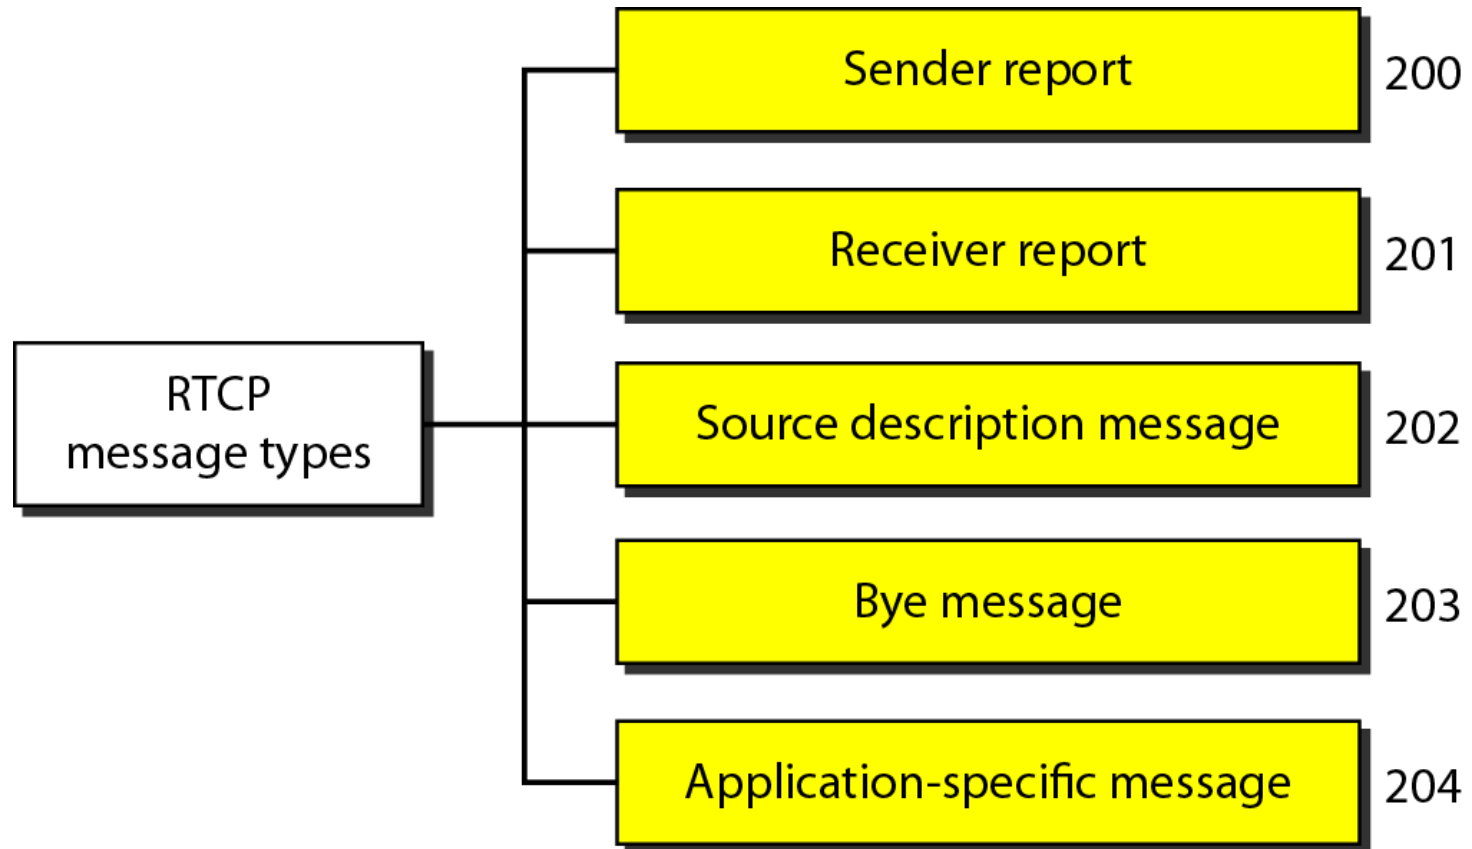 Sender report 200
Receiver report 201
RTCP
message types
Source description message 202
Bye message 203
Application-specific message 204